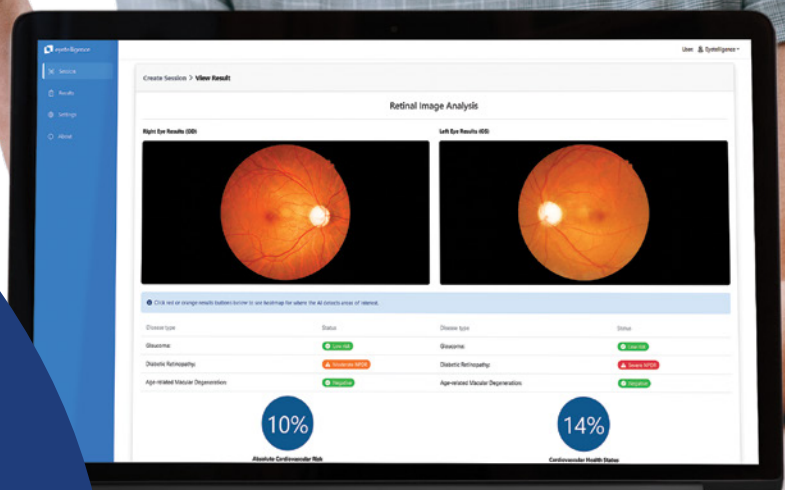 eyetelligence
User: Eyetelligence
Session
Results
Settings
About
Create Session > View Result
Retinal Image Analysis
Right Eye Results (OD)
Left Eye Results (OS)
Click red or orange results buttons below to see heatmap for where the AI detects areas of interest.
Disease type Status Disease type Status
Glaucoma: Low risk Glaucoma: Low risk
Diabetic Retinopathy: Moderate NPDR Diabetic Retinopathy: Severe NPDR
Age-related Macular Degeneration: Negative Age-related Macular Degeneration: Negative
10% 14%
Absolute Cardiovascular Risk Cardiovascular Health Status